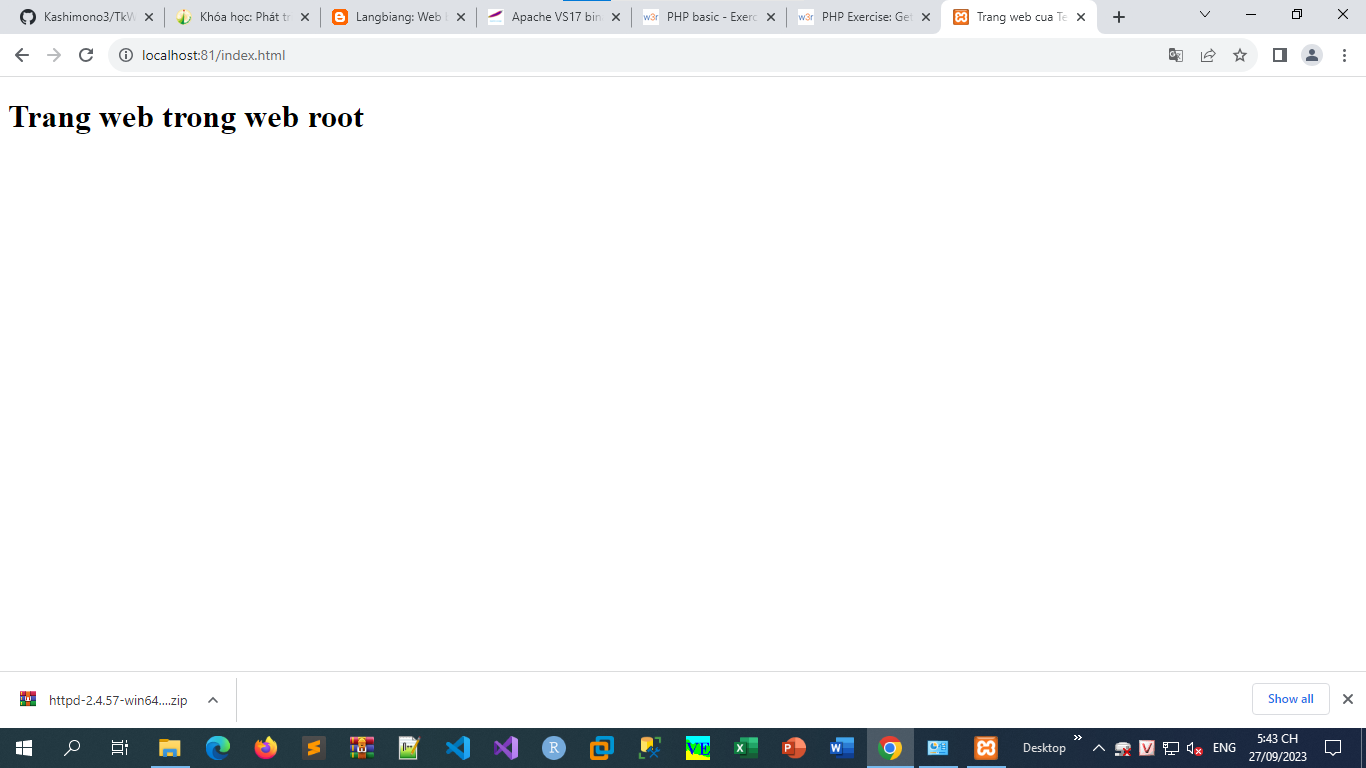 Kashimono3/TkW
Khóa học: Phát tr
Langbiang: Web b
Apache VS17 bin
PHP basic - Exerc
PHP Exercise: Get
Trang web cua Te
localhost:81/index.html
Trang web trong web root
httpd-2.4.57-win64....zip
Show all
Desktop
ENG
5:43 CH
27/09/2023